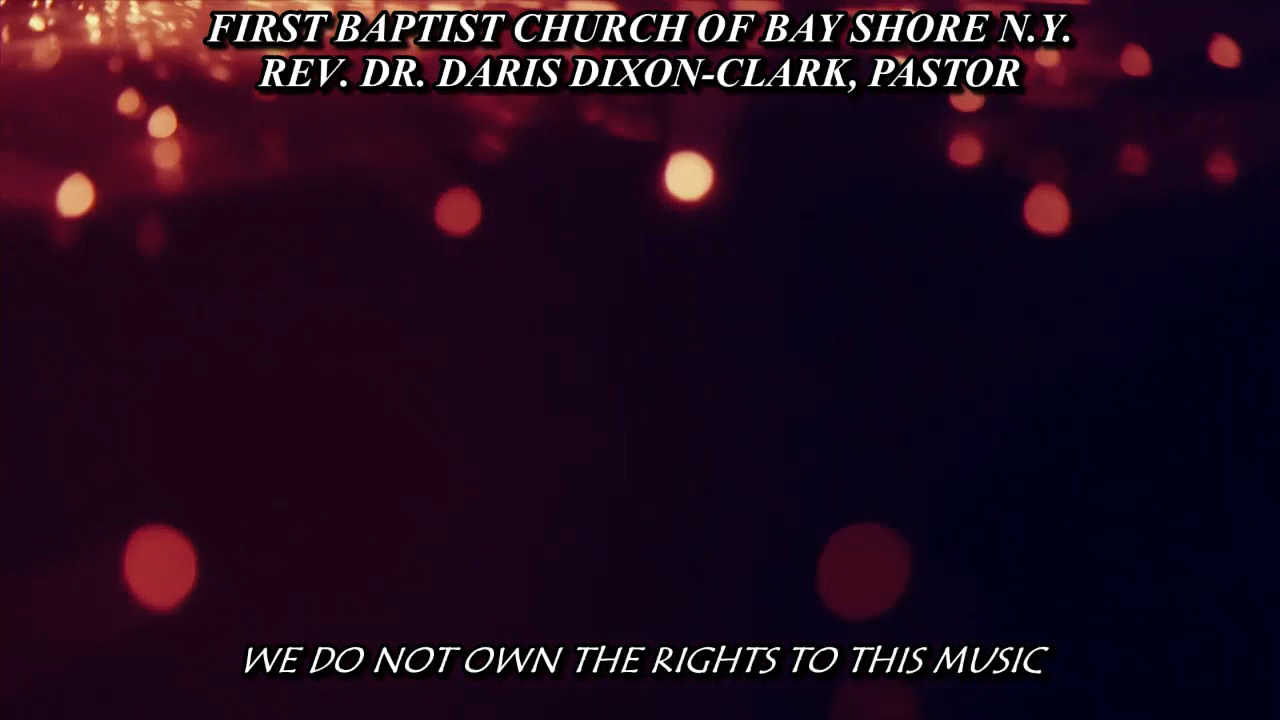 FIRST BAPTIST CHURCH OF BAY SHORE N.Y.
REV. DR. DARIS DIXON-CLARK, PASTOR
WE DO NOT OWN THE RIGHTS TO THIS MUSIC